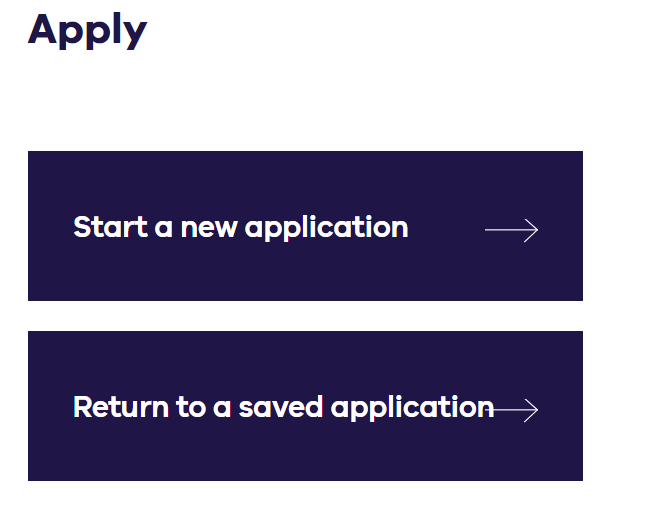 Apply
Start a new application
Return to a saved application